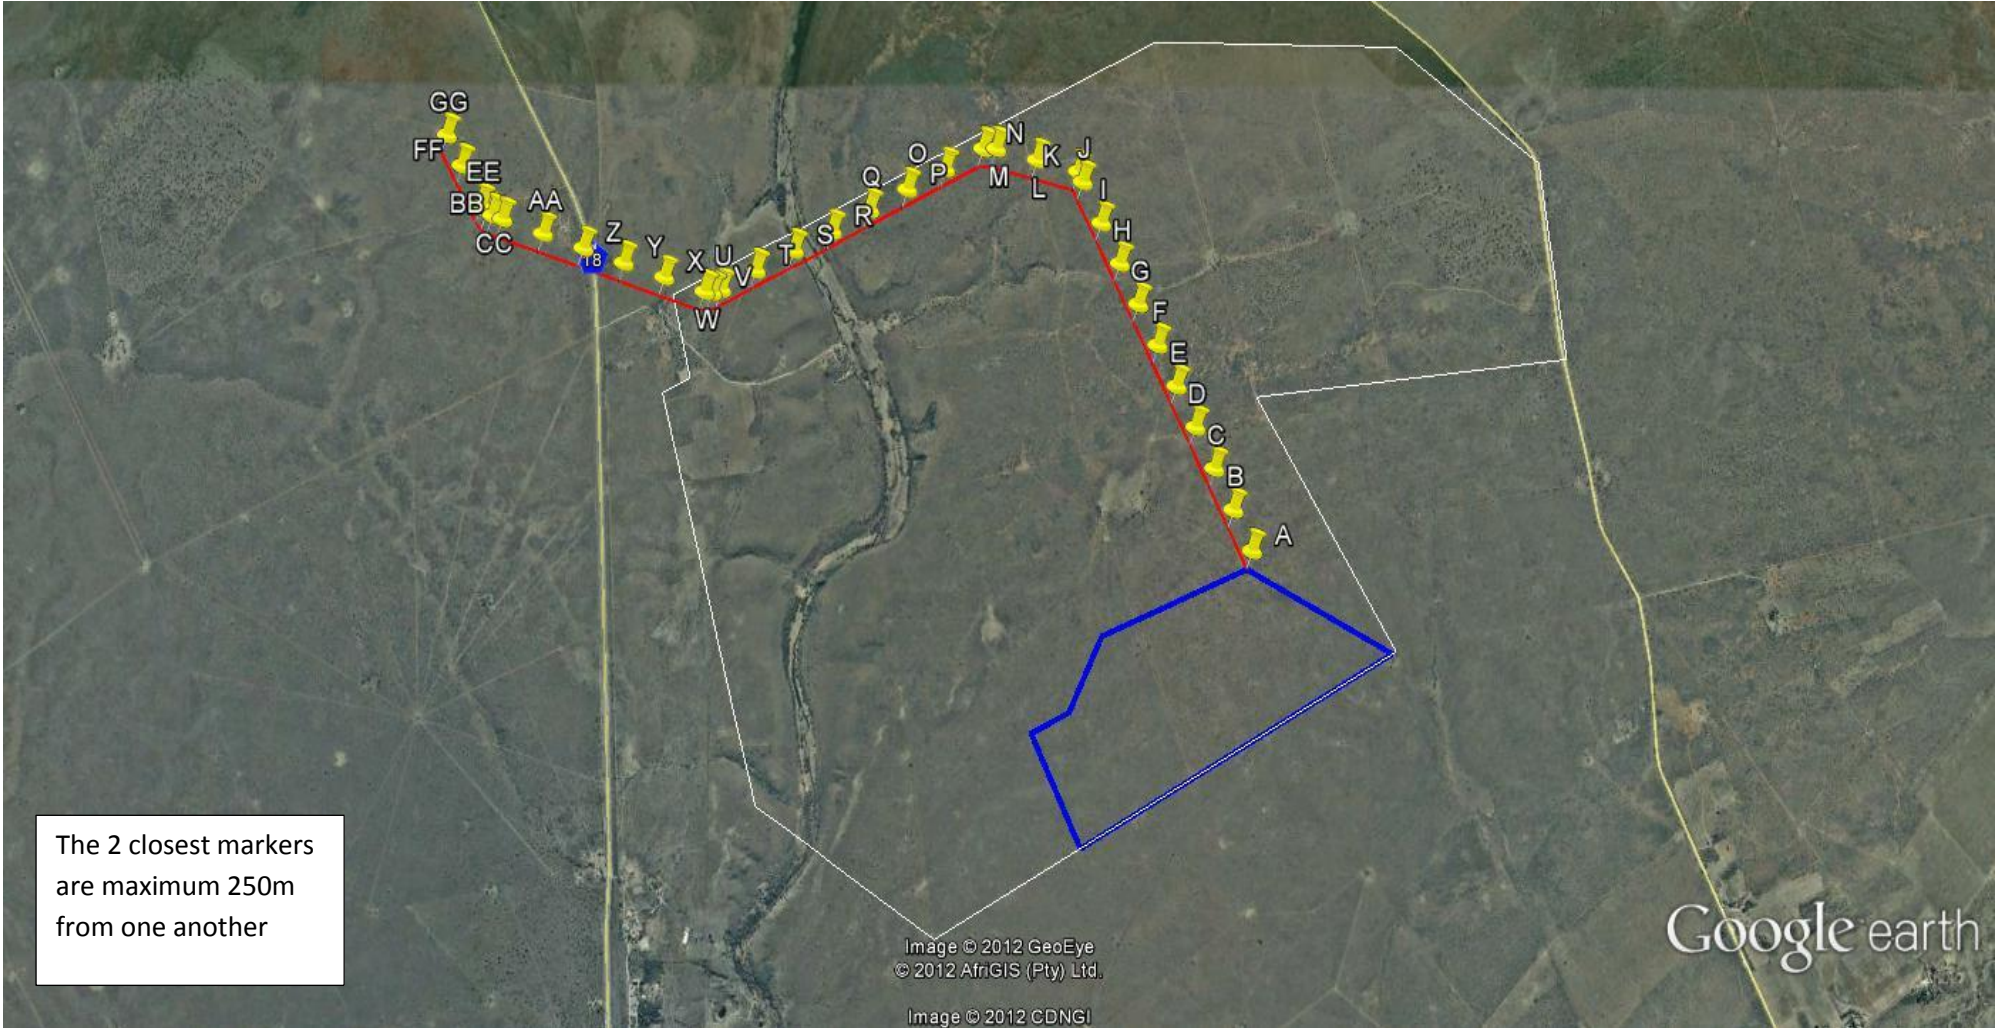 GG
FF
EE
BB
AA
CC
Z
18
Y
X
U
V
W
T
S
R
Q
O
P
N
M
K
L
J
I
H
G
F
E
D
C
B
A
The 2 closest markers
are maximum 250m
from one another
Google earth
Image © 2012 GeoEye
© 2012 AfriGIS (Pty) Ltd.
Image © 2012 CDNGI